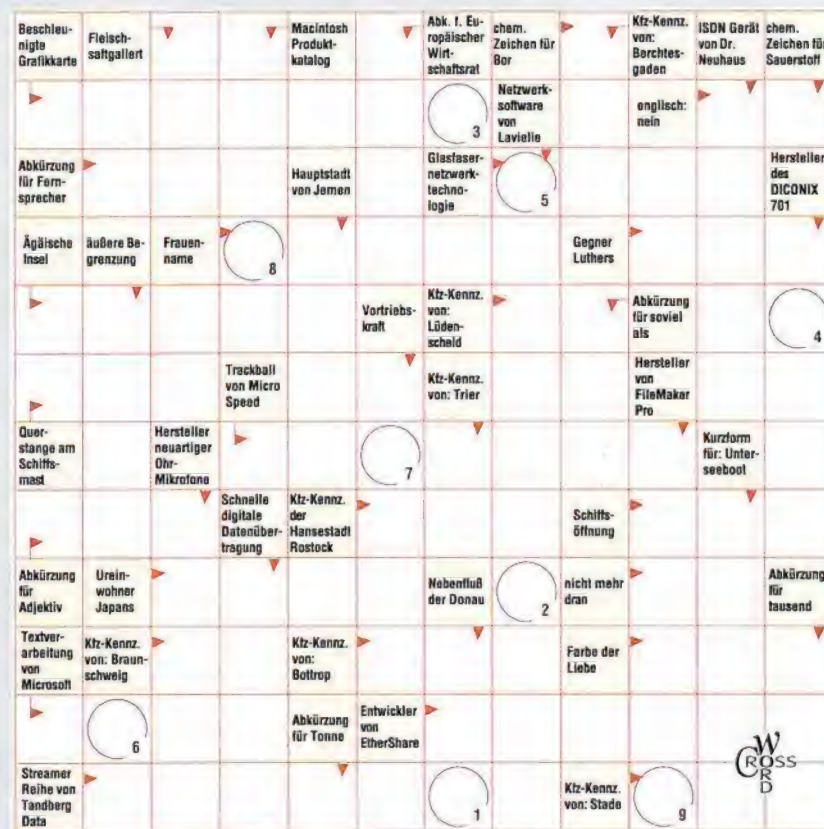 Beschleu-
nigte
Grafikkarte
Fleisch-
saftgallert
Macintosh
Produkt-
katalog
Abk. f. Eu-
ropäischer
Wirt-
schaftsrat
chem.
Zeichen für
Bor
Kfz-Kennz.
von:
Berchtes-
gaden
ISDN Gerät
von Dr.
Neuhaus
chem.
Zeichen für
Sauerstoff
3
Netzwerk-
software
von
Lavielle
englisch:
nein
Abkürzung
für Fern-
sprecher
Hauptstadt
von Jemen
Glasfaser-
netzwerk-
techno-
logie
5
Hersteller
des
DICONIX
701
Ägäische
Insel
äußere Be-
grenzung
Frauen-
name
8
Gegner
Luthers
Vortriebs-
kraft
Kfz-Kennz.
von:
Lüden-
scheid
Abkürzung
für soviel
als
4
Trackball
von Micro
Speed
Kfz-Kennz.
von: Trier
Hersteller
von
FileMaker
Pro
Quer-
stange am
Schiffs-
mast
Hersteller
neuartiger
Ohr-
Mikrofone
7
Kurzform
für: Unter-
seeboot
Schnelle
digitale
Datenüber-
tragung
Kfz-Kennz.
der
Hansestadt
Rostock
Schiffs-
öffnung
Abkürzung
für
Adjektiv
Urein-
wohner
Japans
Nebenfluß
der Donau
2
nicht mehr
dran
Abkürzung
für
tausend
Textver-
arbeitung
von
Microsoft
Kfz-Kennz.
von: Braun-
schweig
Kfz-Kennz.
von:
Bottrop
Farbe der
Liebe
6
Abkürzung
für Tonne
Entwickler
von
EtherShare
CROSS
WORD
Streamer
Reihe von
Tandberg
Data
1
Kfz-Kennz.
von: Stade
9